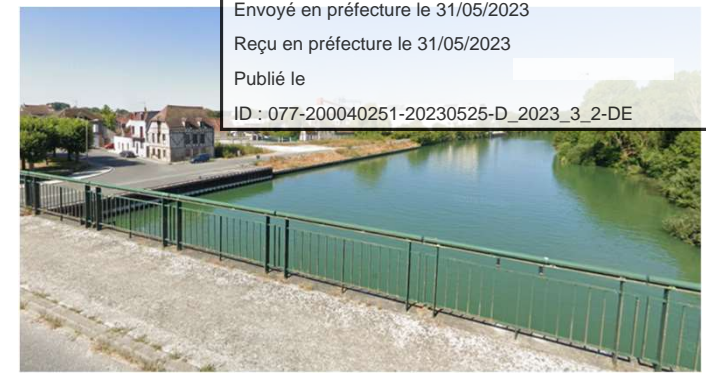 Envoyé en préfecture le 31/05/2023
Reçu en préfecture le 31/05/2023
Publié le
ID : 077-200040251-20230525-D_2023_3_2-DE